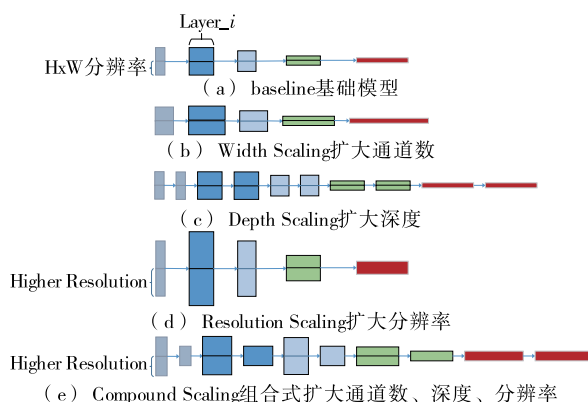 Layer_i
HxW分辨率
(a) baseline基础模型
(b) Width Scaling扩大通道数
(c) Depth Scaling扩大深度
Higher Resolution
(d) Resolution Scaling扩大分辨率
Higher Resolution
(e) Compound Scaling组合式扩大通道数、深度、分辨率